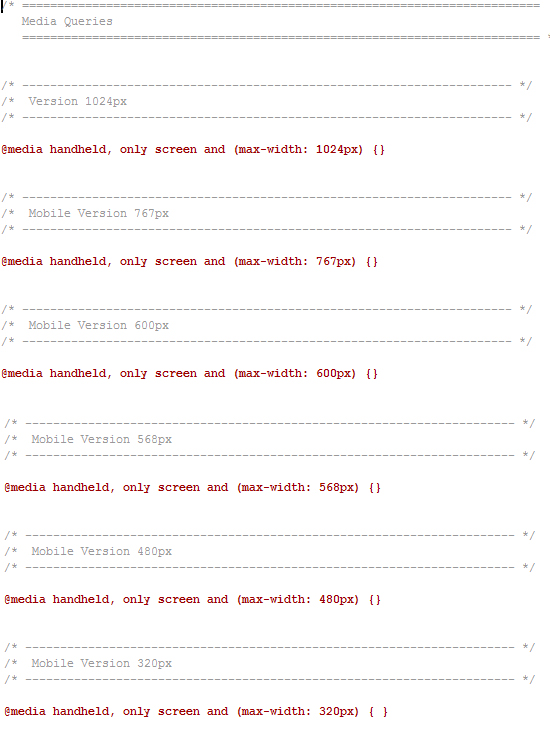 /* ==========================================================================
Media Queries
========================================================================== *
/* ---------------------------------------------------------------------- */
/*  Version 1024px
/* ---------------------------------------------------------------------- */
@media handheld, only screen and (max-width: 1024px) {}
/* ---------------------------------------------------------------------- */
/*  Mobile Version 767px
/* ---------------------------------------------------------------------- */
@media handheld, only screen and (max-width: 767px) {}
/* ---------------------------------------------------------------------- */
/*  Mobile Version 600px
/* ---------------------------------------------------------------------- */
@media handheld, only screen and (max-width: 600px) {}
/* ---------------------------------------------------------------------- */
/*  Mobile Version 568px
/* ---------------------------------------------------------------------- */
@media handheld, only screen and (max-width: 568px) {}
/* ---------------------------------------------------------------------- */
/*  Mobile Version 480px
/* ---------------------------------------------------------------------- */
@media handheld, only screen and (max-width: 480px) {}
/* ---------------------------------------------------------------------- */
/*  Mobile Version 320px
/* ---------------------------------------------------------------------- */
@media handheld, only screen and (max-width: 320px) { }